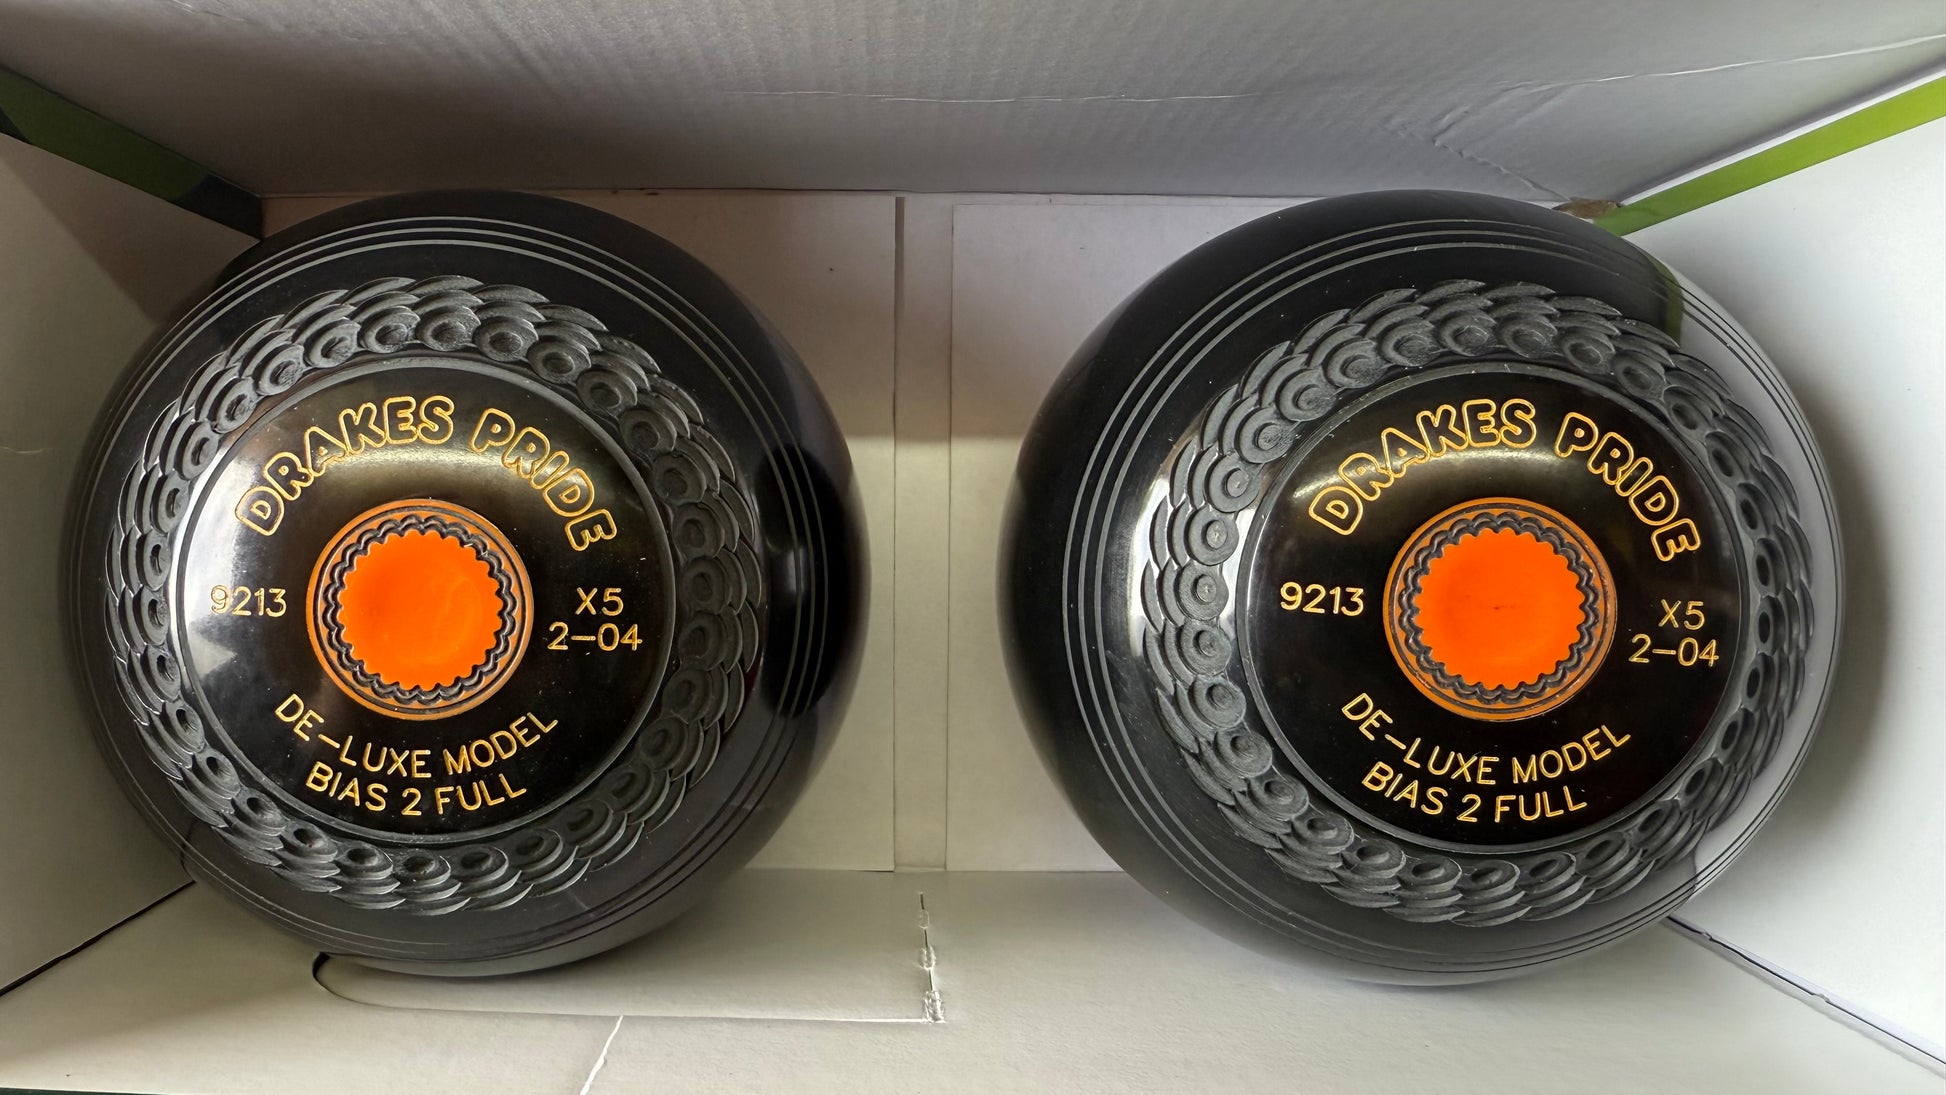 DRAKES PRIDE
9213
X5
2-04
DE-LUXE MODEL
BIAS 2 FULL
DRAKES PRIDE
9213
X5
2-04
DE-LUXE MODEL
BIAS 2 FULL